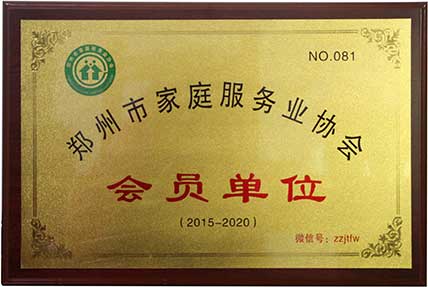 NO.081
郑州市家庭服务业协会
会员单位
(2015-2020)
微信号：zzjtfw